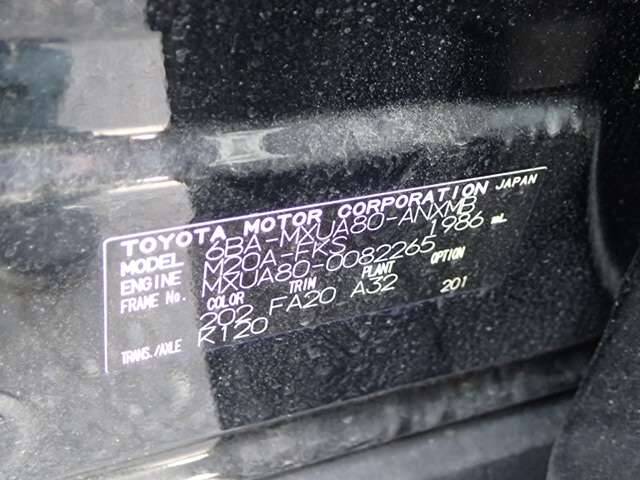 TOYOTA MOTOR CORPORATION JAPAN
MODEL 6BA-MXUA80-ANXMB
ENGINE M20A-FKS 1986 mL
FRAME No. MXUA80-0082265
COLOR TRIM PLANT OPTION
202 FA20 A32 201
TRANS./AXLE K120